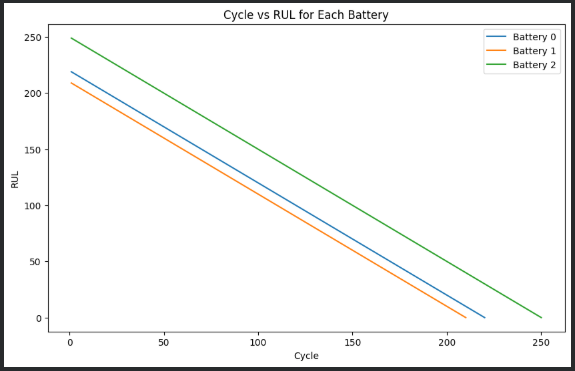 Cycle vs RUL for Each Battery
Battery 0
Battery 1
Battery 2
250
200
150
100
50
0
RUL
0 50 100 150 200 250
Cycle